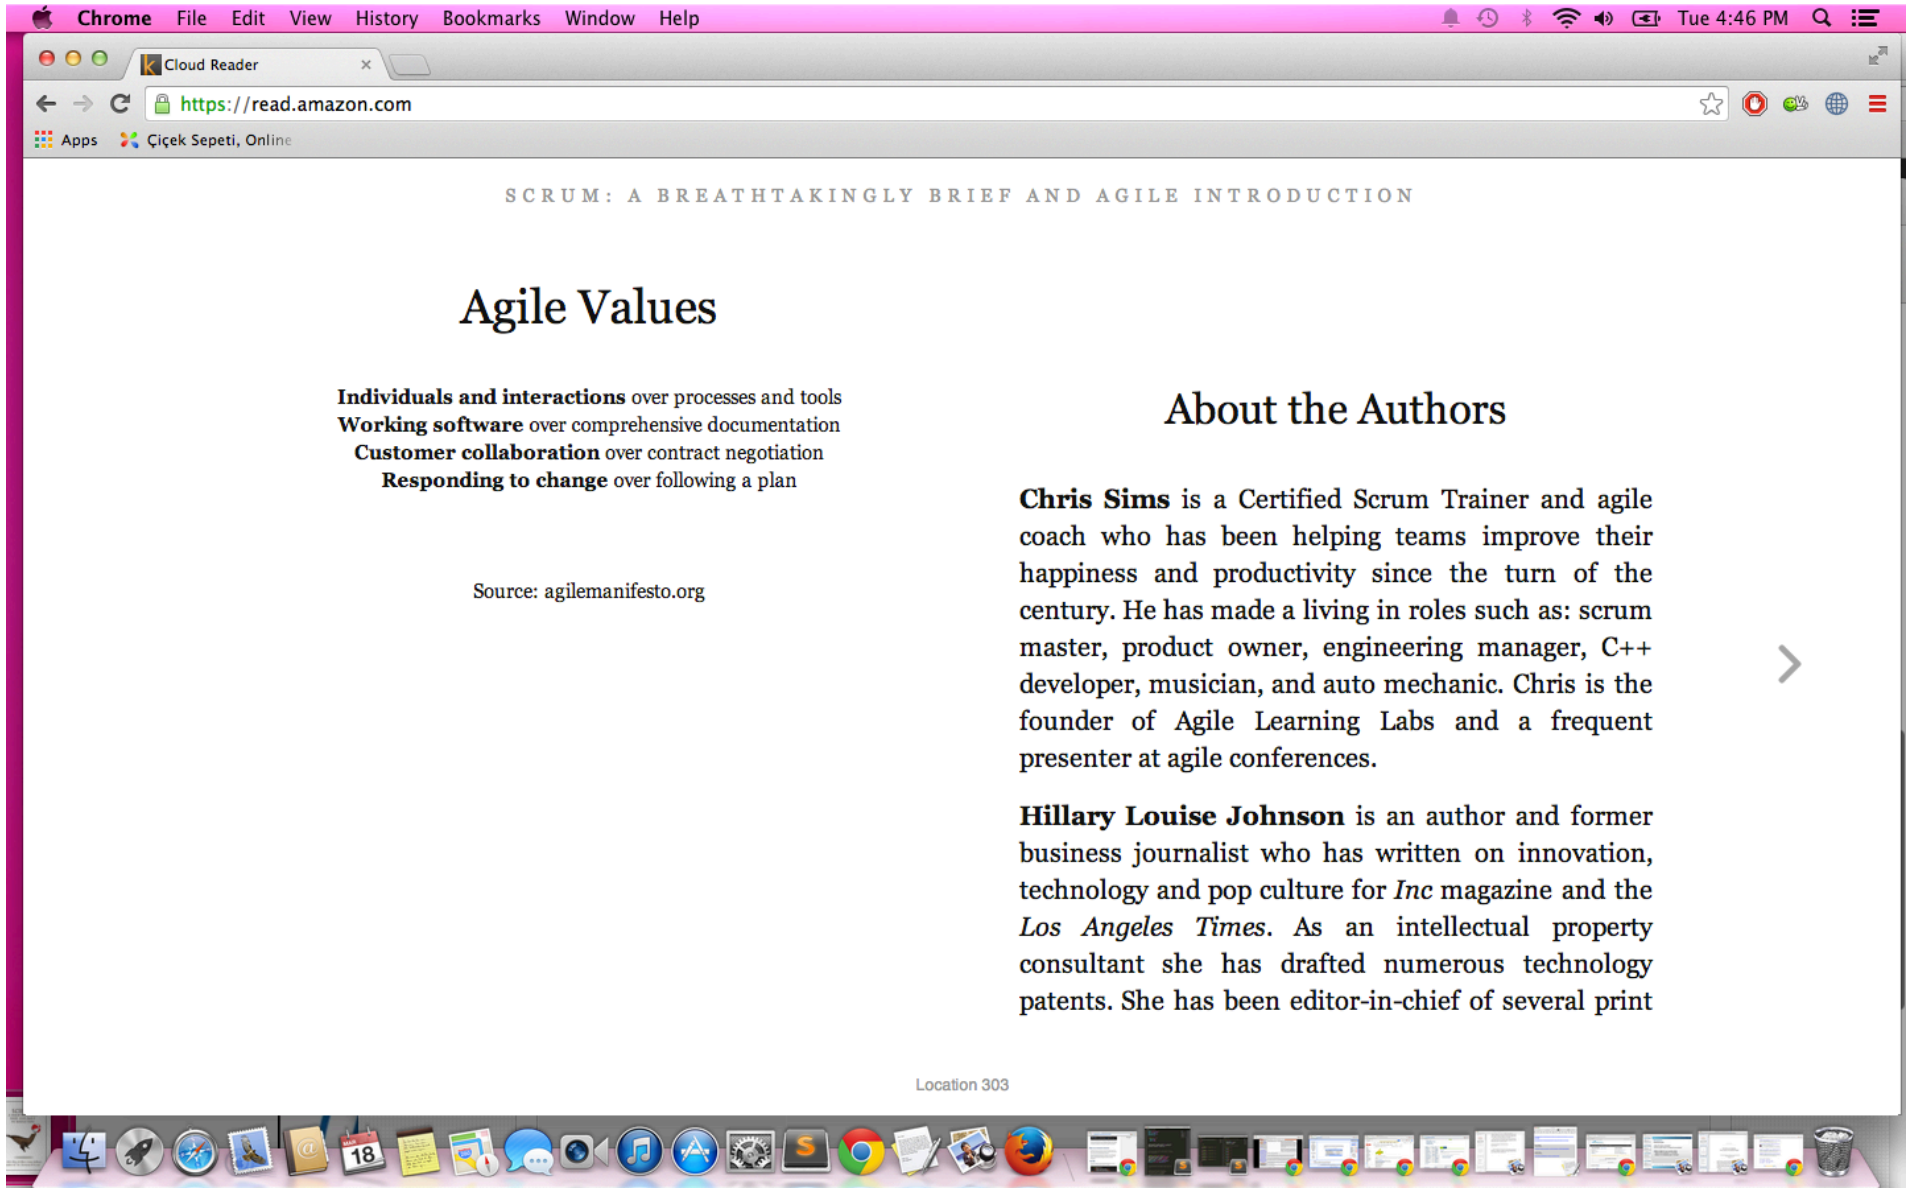 Chrome File Edit View History Bookmarks Window Help Tue 4:46 PM
Cloud Reader
https://read.amazon.com
Apps Çiçek Sepeti, Online
SCRUM: A BREATHTAKINGLY BRIEF AND AGILE INTRODUCTION
Agile Values
Individuals and interactions over processes and tools
Working software over comprehensive documentation
Customer collaboration over contract negotiation
Responding to change over following a plan
Source: agilemanifesto.org
About the Authors
Chris Sims is a Certified Scrum Trainer and agile
coach who has been helping teams improve their
happiness and productivity since the turn of the
century. He has made a living in roles such as: scrum
master, product owner, engineering manager, C++
developer, musician, and auto mechanic. Chris is the
founder of Agile Learning Labs and a frequent
presenter at agile conferences.
Hillary Louise Johnson is an author and former
business journalist who has written on innovation,
technology and pop culture for Inc magazine and the
Los Angeles Times. As an intellectual property
consultant she has drafted numerous technology
patents. She has been editor-in-chief of several print
Location 303
MAR
18